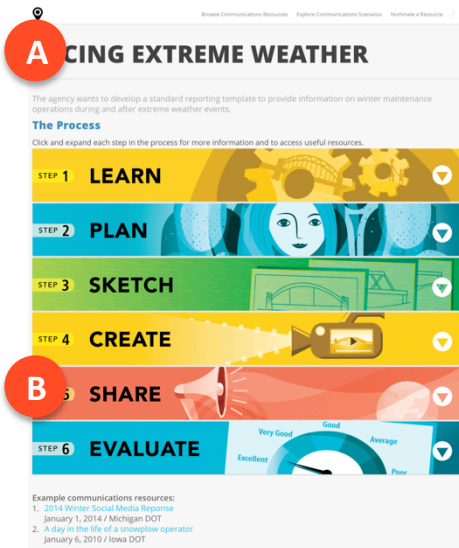 Browse Communications Resources Explore Communications Scenarios Nominate a Resource
A
CING EXTREME WEATHER
The agency wants to develop a standard reporting template to provide information on winter maintenance
operations during and after extreme weather events.
The Process
Click and expand each step in the process for more information and to access useful resources.
STEP 1 LEARN
STEP 2 PLAN
STEP 3 SKETCH
STEP 4 CREATE
B
5 SHARE
STEP 6 EVALUATE
Excellent Very Good Good Average Poor
Example communications resources:
1. 2014 Winter Social Media Reponse
January 1, 2014 / Michigan DOT
2. A day in the life of a snowplow operator
January 6, 2010 / Iowa DOT